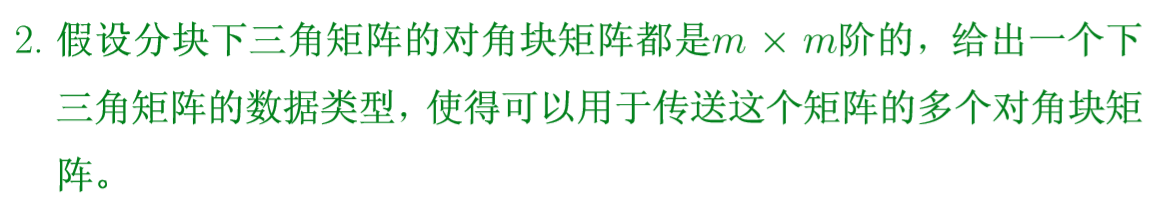 2. 假设分块下三角矩阵的对角块矩阵都是m × m阶的，给出一个下
三角矩阵的数据类型，使得可以用于传送这个矩阵的多个对角块矩
阵。